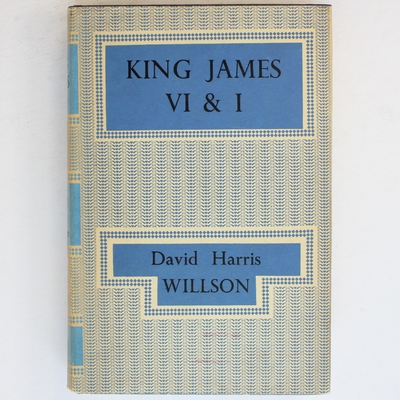 KING JAMES
VI & I
David Harris
WILLSON